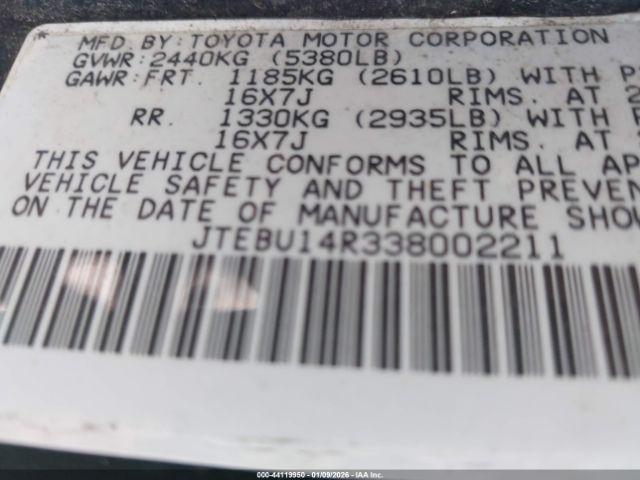 * MFD. BY: TOYOTA MOTOR CORPORATION
GVWR: 2440KG (5380LB)
GAWR: FRT. 1185KG (2610LB) WITH P
16X7J RIMS. AT 2
RR. 1330KG (2935LB) WITH P
16X7J RIMS. AT
THIS VEHICLE CONFORMS TO ALL AP
VEHICLE SAFETY AND THEFT PREVEN
ON THE DATE OF MANUFACTURE SHO
JTEBU14R338002211
000-44119950 - 01/09/2026 - IAA